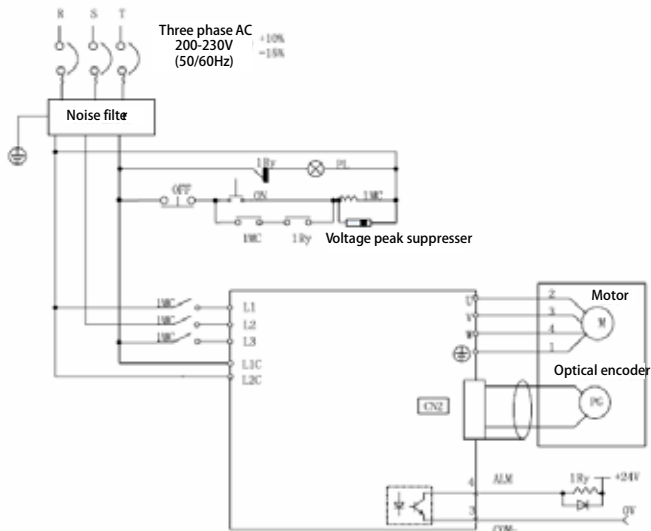 R S T
Three phase AC
200-230V
(50/60Hz)
+10%
-15%
Noise filter
1Ry
PL
OFF
ON
1MC
1MC
1Ry
Voltage peak suppresser
1MC
L1
1MC
L2
1MC
L3
L1C
L2C
U
2
V
3
W
4
1
Motor
M
Optical encoder
CN2
PG
4
ALM
1Ry
+24V
3
0V
COM-